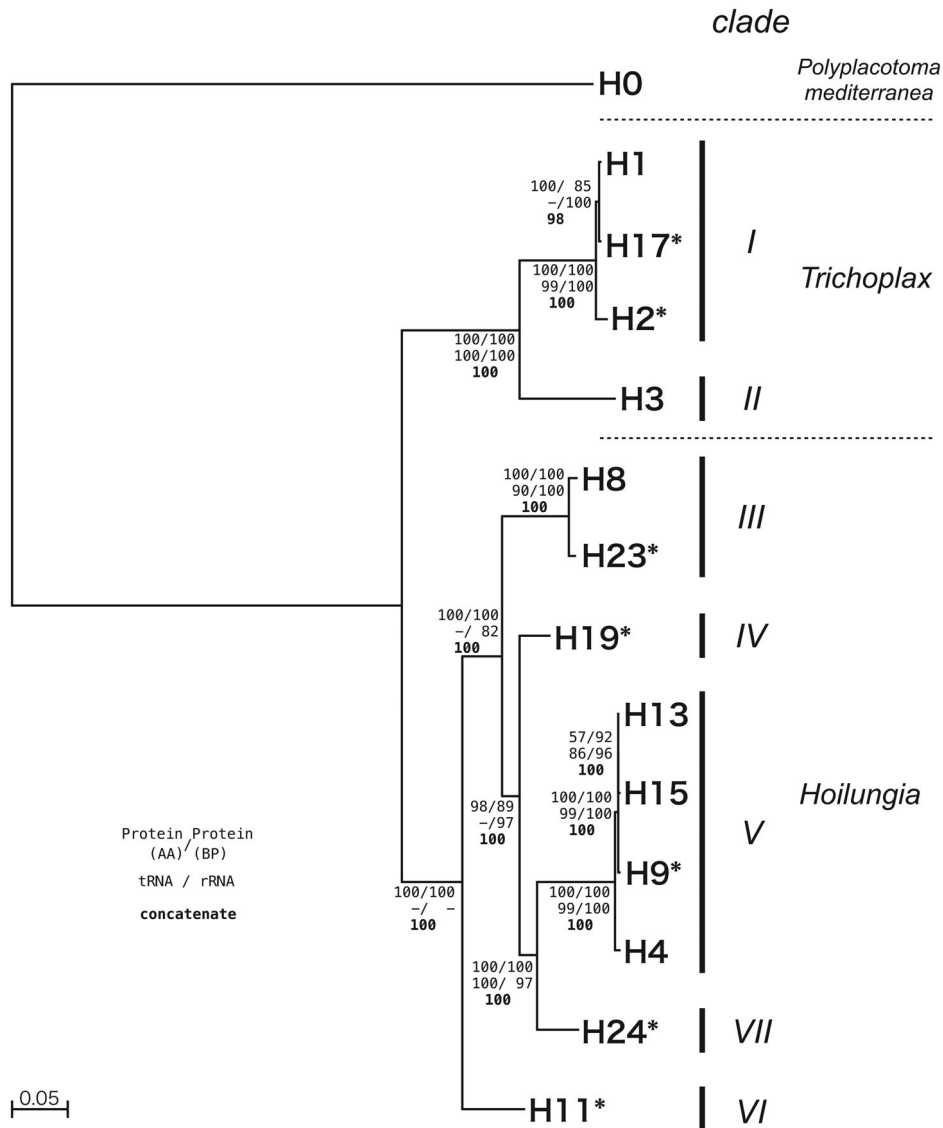 clade
H0
Polyplacotoma
mediterranea
H1
100/ 85
–/100
98
H17*
I
Trichoplax
100/100
99/100
100
H2*
100/100
100/100
100
H3
II
100/100
90/100
100
H8
III
H23*
100/100
–/ 82
100
H19*
IV
H13
57/92
86/96
100
100/100
99/100
100
H15
Hoilungia
98/89
–/97
100
V
Protein/Protein
(AA) (BP)
tRNA / rRNA
concatenate
H9*
100/100
–/ –
100
100/100
99/100
100
H4
100/100
100/ 97
100
H24*
VII
0.05
H11*
VI